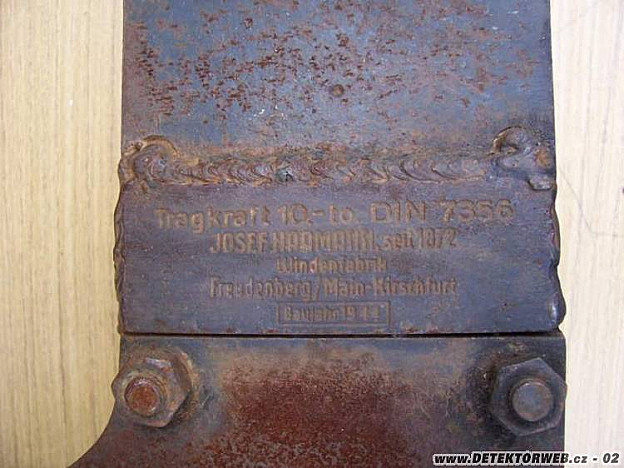 Tragkraft 10.-to. DIN 7355
JOSEF HAAMANN, seit 1872
Windenfabrik
Freudenberg/Main-Kirschfurt
Baujahr 1944
www.DETEKTORWEB.cz - 02